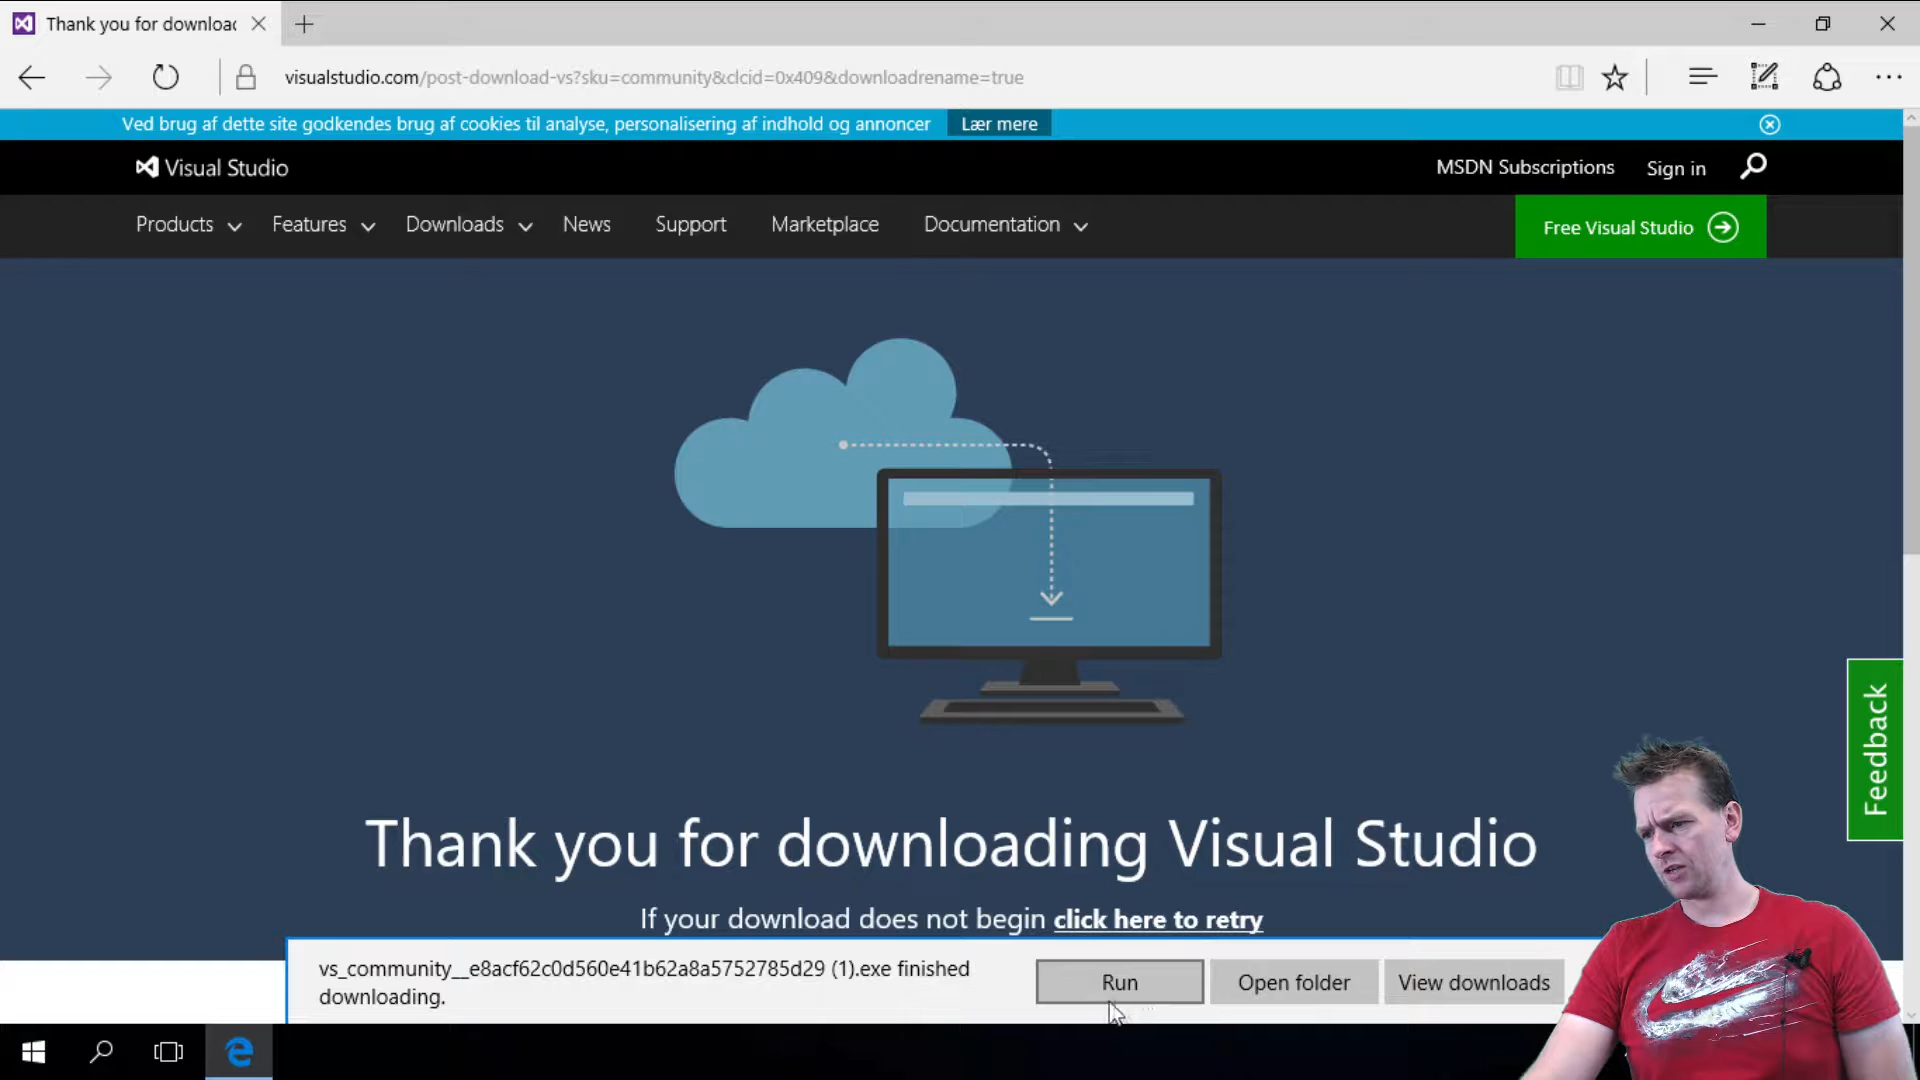 Thank you for downloac
visualstudio.com/post-download-vs?sku=community&clcid=0x409&downloadrename=true
Ved brug af dette site godkendes brug af cookies til analyse, personalisering af indhold og annoncer Lær mere
Visual Studio MSDN Subscriptions Sign in
Products Features Downloads News Support Marketplace Documentation Free Visual Studio
Feedback
Thank you for downloading Visual Studio
If your download does not begin click here to retry
vs_community__e8acf62c0d560e41b62a8a5752785d29 (1).exe finished
downloading.
Run Open folder View downloads